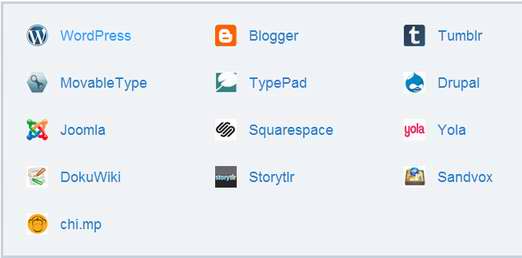 WordPress Blogger Tumblr
MovableType TypePad Drupal
Joomla Squarespace yola Yola
DokuWiki storytlr Storytlr Sandvox
chi.mp